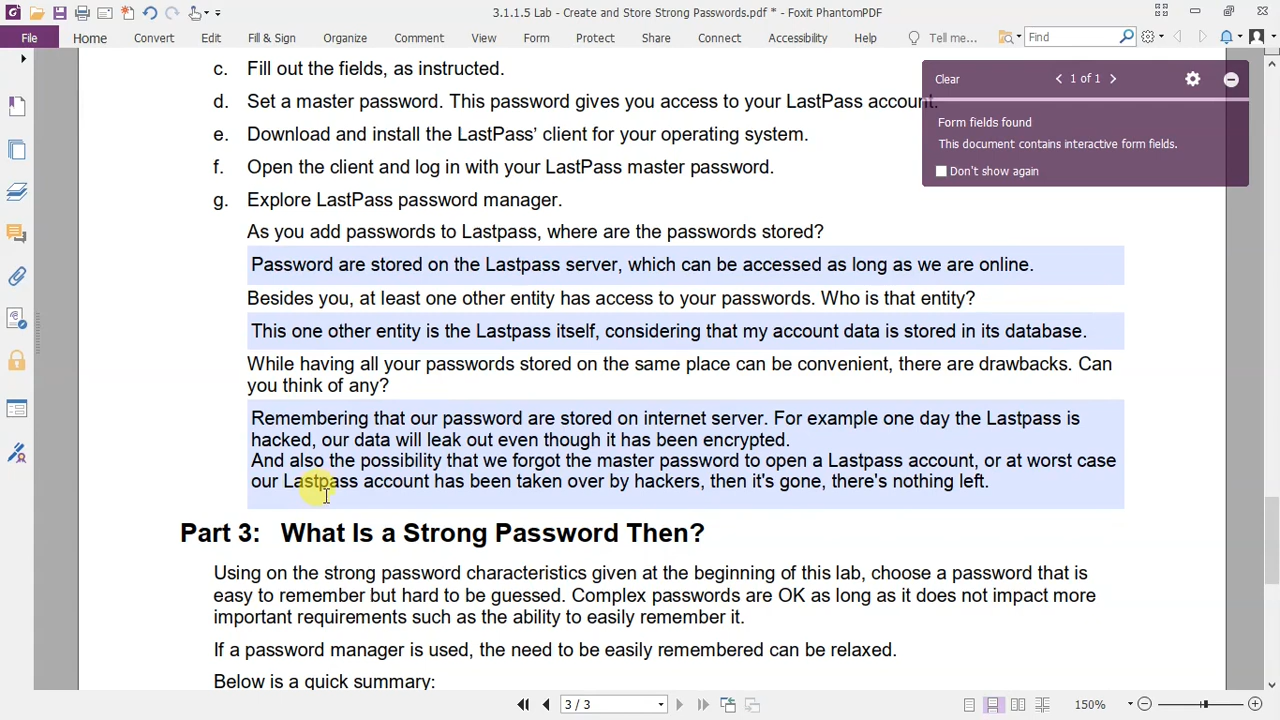 3.1.1.5 Lab - Create and Store Strong Passwords.pdf * - Foxit PhantomPDF
File Home Convert Edit Fill & Sign Organize Comment View Form Protect Share Connect Accessibility Help Tell me... Find
c. Fill out the fields, as instructed.
Clear 1 of 1
d. Set a master password. This password gives you access to your LastPass account.
Form fields found
e. Download and install the LastPass’ client for your operating system.
This document contains interactive form fields.
f. Open the client and log in with your LastPass master password.
Don't show again
g. Explore LastPass password manager.
As you add passwords to Lastpass, where are the passwords stored?
Password are stored on the Lastpass server, which can be accessed as long as we are online.
Besides you, at least one other entity has access to your passwords. Who is that entity?
This one other entity is the Lastpass itself, considering that my account data is stored in its database.
While having all your passwords stored on the same place can be convenient, there are drawbacks. Can
you think of any?
Remembering that our password are stored on internet server. For example one day the Lastpass is
hacked, our data will leak out even though it has been encrypted.
And also the possibility that we forgot the master password to open a Lastpass account, or at worst case
our Lastpass account has been taken over by hackers, then it's gone, there's nothing left.
Part 3: What Is a Strong Password Then?
Using on the strong password characteristics given at the beginning of this lab, choose a password that is
easy to remember but hard to be guessed. Complex passwords are OK as long as it does not impact more
important requirements such as the ability to easily remember it.
If a password manager is used, the need to be easily remembered can be relaxed.
Below is a quick summary:
3 / 3 150%